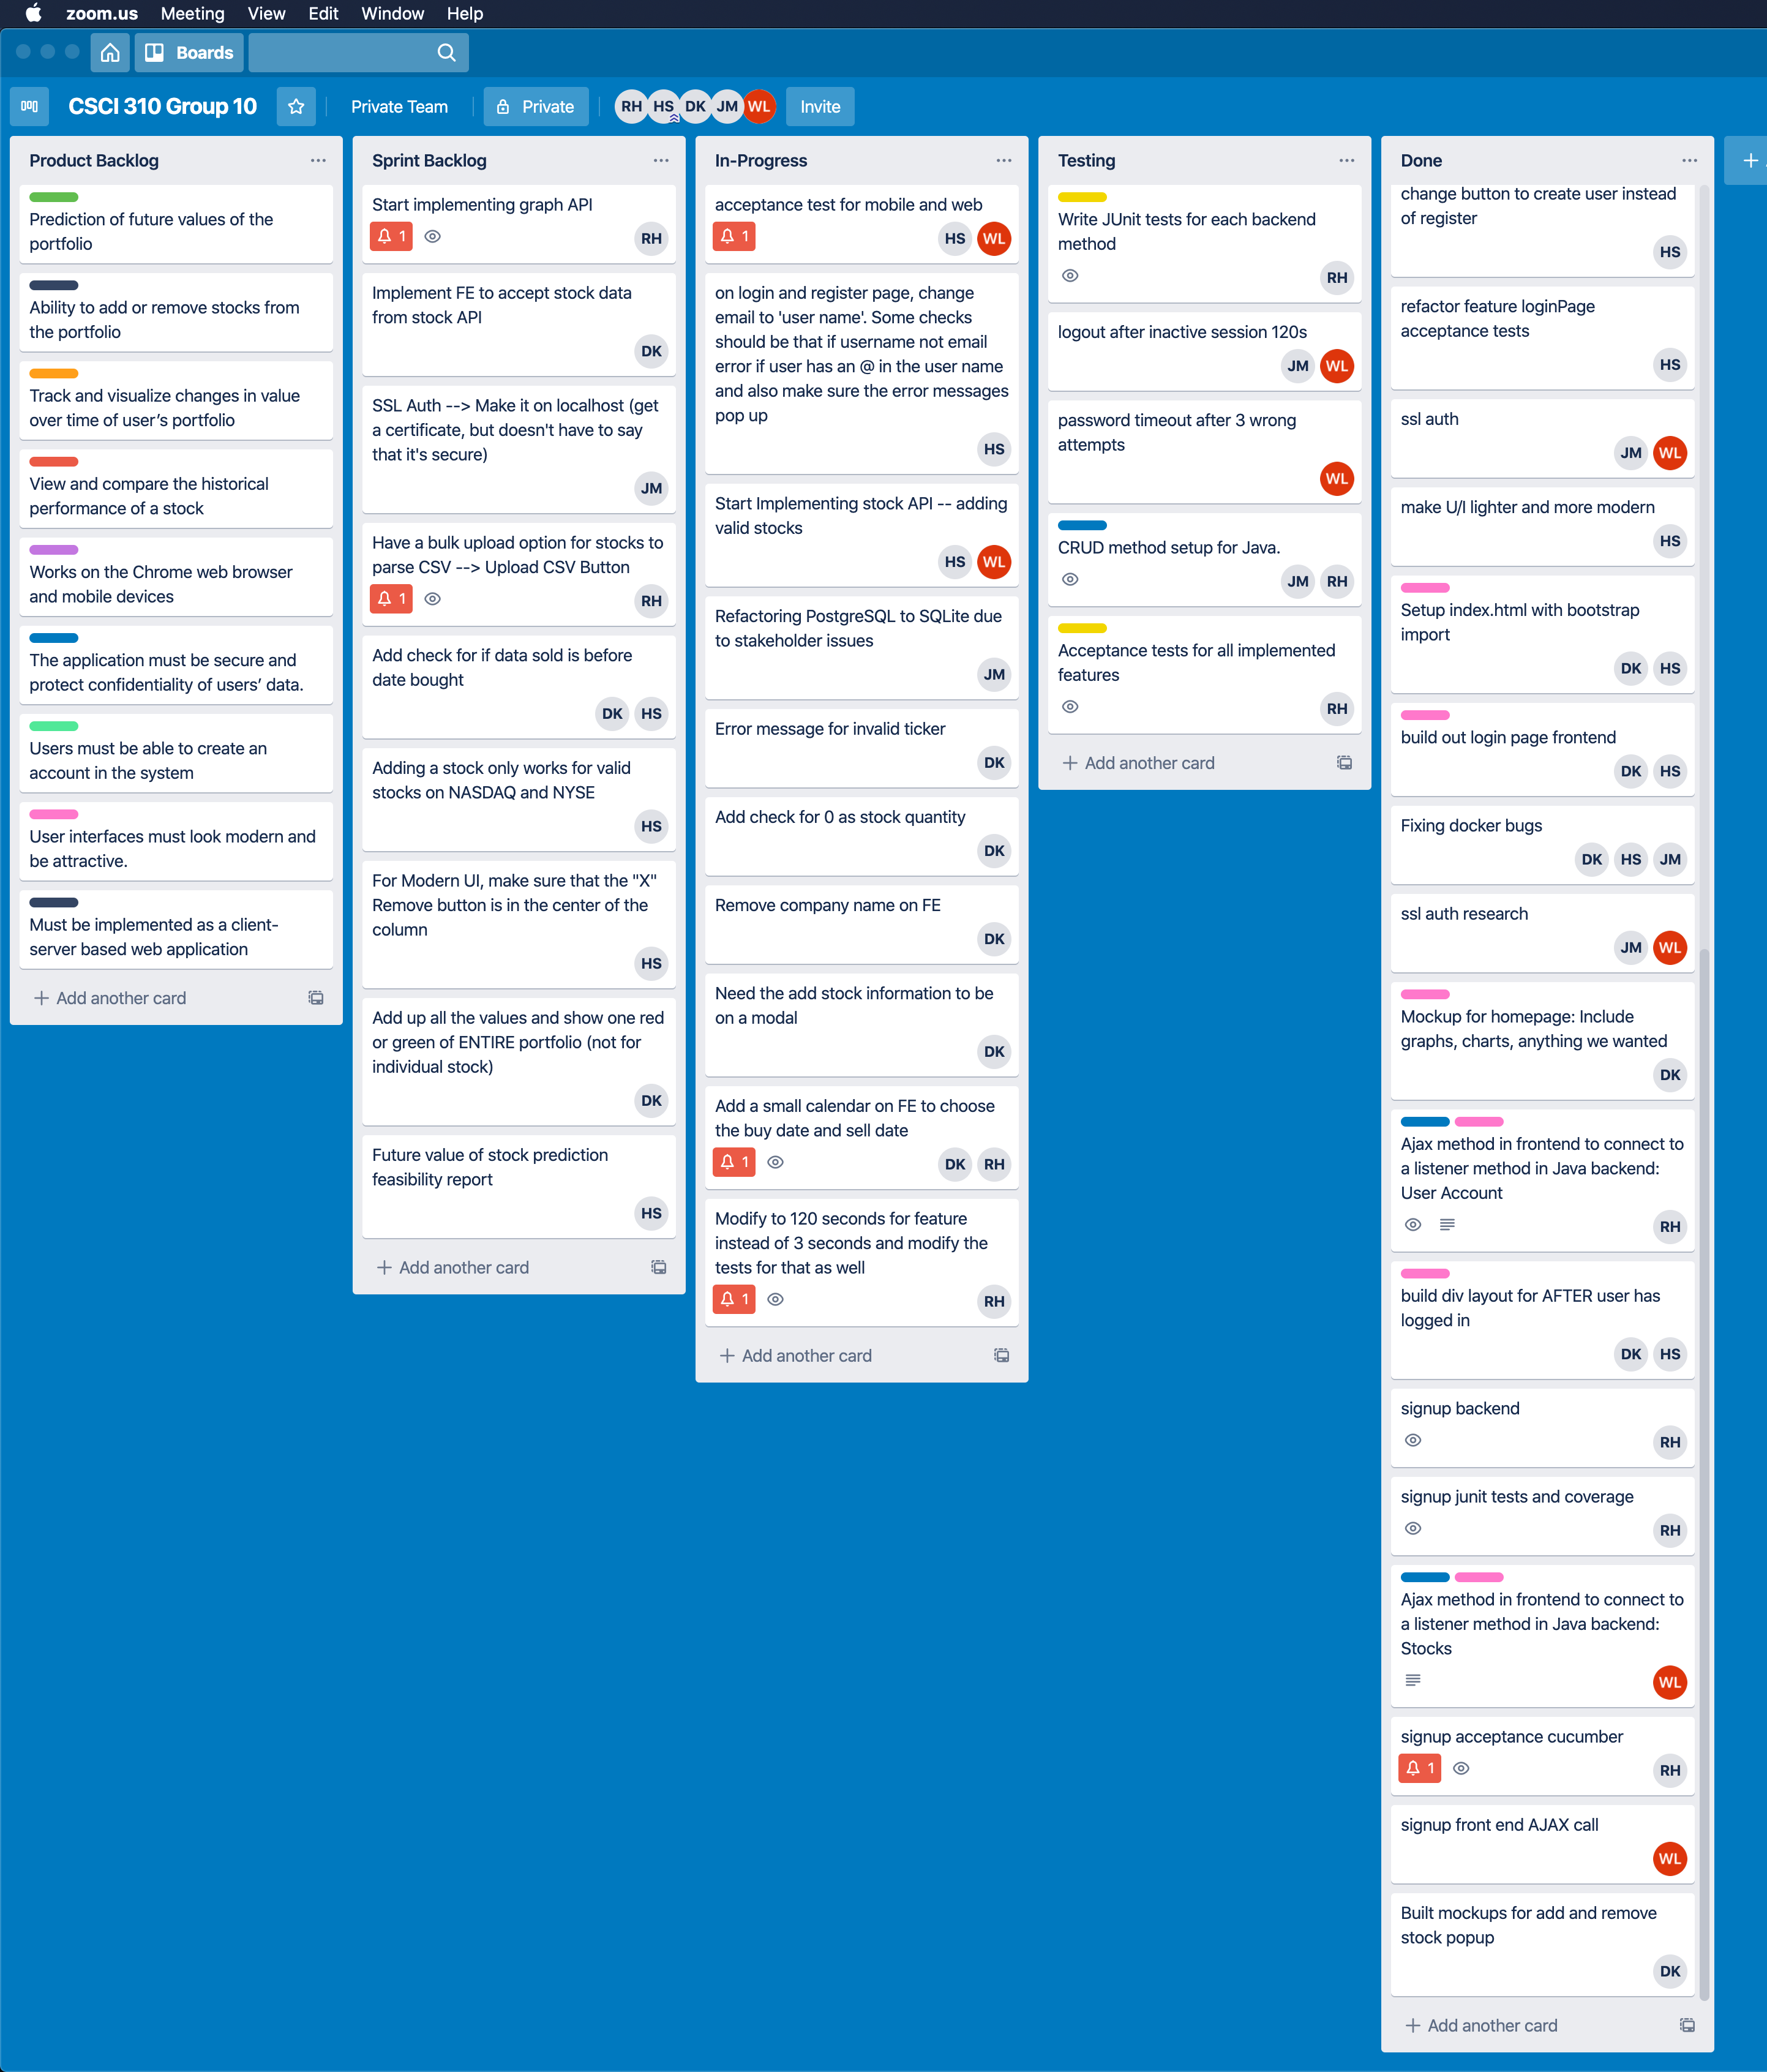 zoom.us Meeting View Edit Window Help
Boards
CSCI 310 Group 10 Private Team Private RH HS DK JM WL Invite
Product Backlog
Prediction of future values of the
portfolio
Ability to add or remove stocks from
the portfolio
Track and visualize changes in value
over time of user’s portfolio
View and compare the historical
performance of a stock
Works on the Chrome web browser
and mobile devices
The application must be secure and
protect confidentiality of users’ data.
Users must be able to create an
account in the system
User interfaces must look modern and
be attractive.
Must be implemented as a client-
server based web application
Add another card
Sprint Backlog
Start implementing graph API
1 RH
Implement FE to accept stock data
from stock API
DK
SSL Auth --> Make it on localhost (get
a certificate, but doesn't have to say
that it's secure)
JM
Have a bulk upload option for stocks to
parse CSV --> Upload CSV Button
1 RH
Add check for if data sold is before
date bought
DK HS
Adding a stock only works for valid
stocks on NASDAQ and NYSE
HS
For Modern UI, make sure that the "X"
Remove button is in the center of the
column
HS
Add up all the values and show one red
or green of ENTIRE portfolio (not for
individual stock)
DK
Future value of stock prediction
feasibility report
HS
Add another card
In-Progress
acceptance test for mobile and web
1 HS WL
on login and register page, change
email to 'user name'. Some checks
should be that if username not email
error if user has an @ in the user name
and also make sure the error messages
pop up
HS
Start Implementing stock API -- adding
valid stocks
HS WL
Refactoring PostgreSQL to SQLite due
to stakeholder issues
JM
Error message for invalid ticker
DK
Add check for 0 as stock quantity
DK
Remove company name on FE
DK
Need the add stock information to be
on a modal
DK
Add a small calendar on FE to choose
the buy date and sell date
1 DK RH
Modify to 120 seconds for feature
instead of 3 seconds and modify the
tests for that as well
1 RH
Add another card
Testing
Write JUnit tests for each backend
method
RH
logout after inactive session 120s
JM WL
password timeout after 3 wrong
attempts
WL
CRUD method setup for Java.
JM RH
Acceptance tests for all implemented
features
RH
Add another card
Done
change button to create user instead
of register
HS
refactor feature loginPage
acceptance tests
HS
ssl auth
JM WL
make U/I lighter and more modern
HS
Setup index.html with bootstrap
import
DK HS
build out login page frontend
DK HS
Fixing docker bugs
DK HS JM
ssl auth research
JM WL
Mockup for homepage: Include
graphs, charts, anything we wanted
DK
Ajax method in frontend to connect to
a listener method in Java backend:
User Account
RH
build div layout for AFTER user has
logged in
DK HS
signup backend
RH
signup junit tests and coverage
RH
Ajax method in frontend to connect to
a listener method in Java backend:
Stocks
WL
signup acceptance cucumber
1 RH
signup front end AJAX call
WL
Built mockups for add and remove
stock popup
DK
Add another card